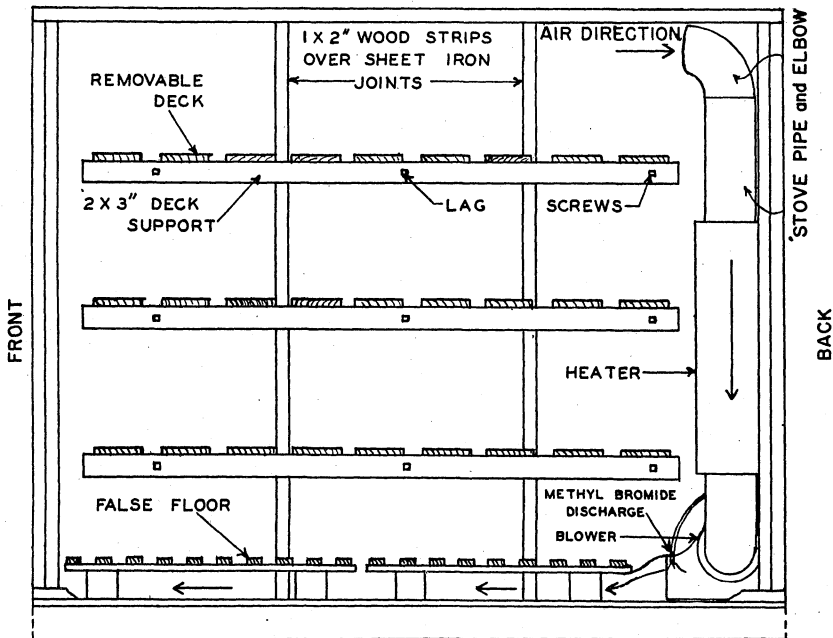 1 X 2" WOOD STRIPS
OVER SHEET IRON
JOINTS
AIR DIRECTION
STOVE PIPE and ELBOW
REMOVABLE
DECK
2 X 3" DECK
SUPPORT
LAG
SCREWS
FRONT
BACK
HEATER
METHYL BROMIDE
DISCHARGE
BLOWER
FALSE FLOOR